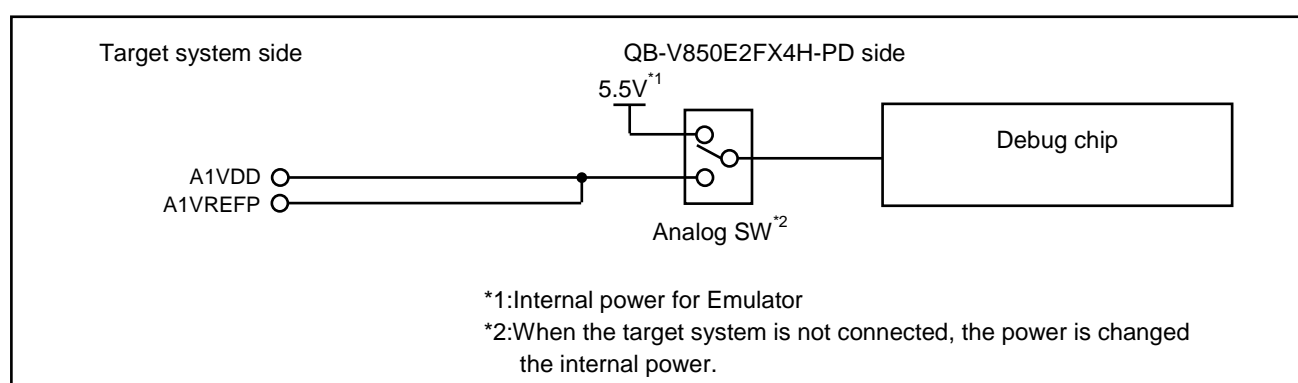 Target system side
QB-V850E2FX4H-PD side
5.5V*1
Debug chip
A1VDD
A1VREFP
Analog SW*2
*1:Internal power for Emulator
*2:When the target system is not connected, the power is changed
the internal power.